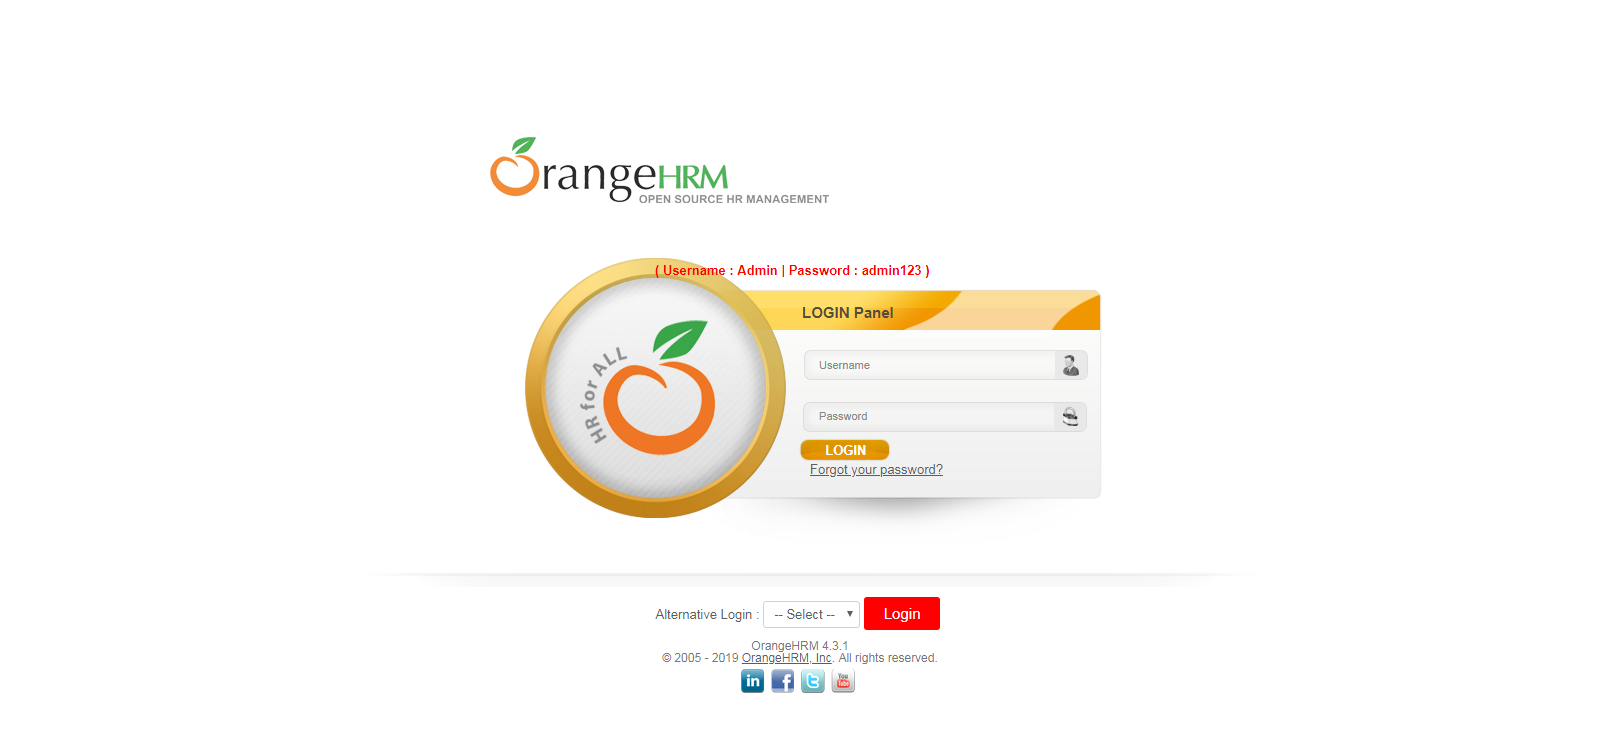 OrangeHRM
OPEN SOURCE HR MANAGEMENT
( Username : Admin | Password : admin123 )
LOGIN Panel
HR for ALL
Username
Password
LOGIN
Forgot your password?
Alternative Login : -- Select -- Login
OrangeHRM 4.3.1
© 2005 - 2019 OrangeHRM, Inc. All rights reserved.
in f t You Tube